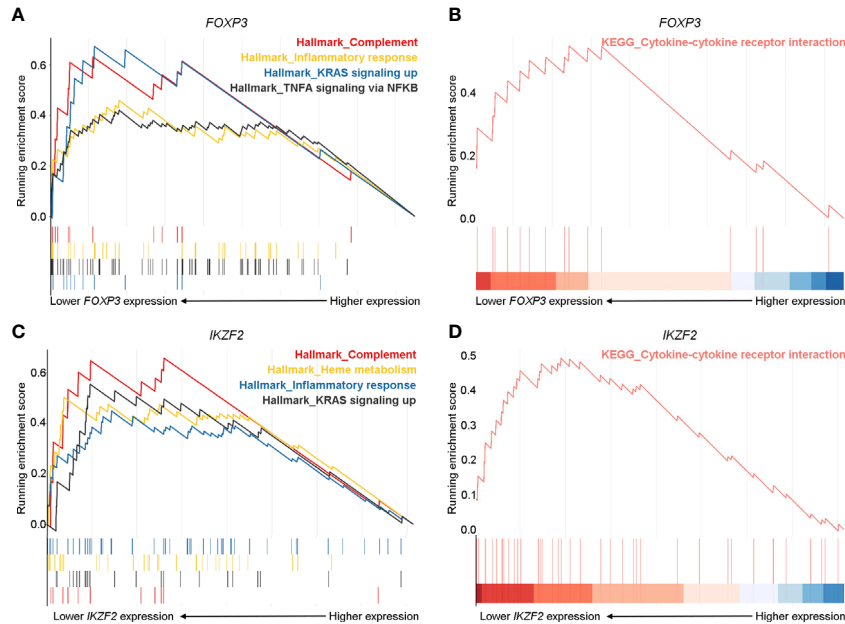 A
FOXP3
Hallmark_Complement
Hallmark_Inflammatory response
Hallmark_KRAS signaling up
Hallmark_TNFA signaling via NFKB
Running enrichment score
0.6
0.4
0.2
0.0
Lower FOXP3 expression
Higher expression
B
FOXP3
KEGG_Cytokine-cytokine receptor interaction
Running enrichment score
0.4
0.2
0
Lower FOXP3 expression
Higher expression
C
IKZF2
Hallmark_Complement
Hallmark_Heme metabolism
Hallmark_Inflammatory response
Hallmark_KRAS signaling up
Running enrichment score
0.6
0.4
0.2
0.0
Lower IKZF2 expression
Higher expression
D
IKZF2
KEGG_Cytokine-cytokine receptor interaction
Running enrichment score
0.5
0.4
0.3
0.2
0.1
0
Lower IKZF2 expression
Higher expression